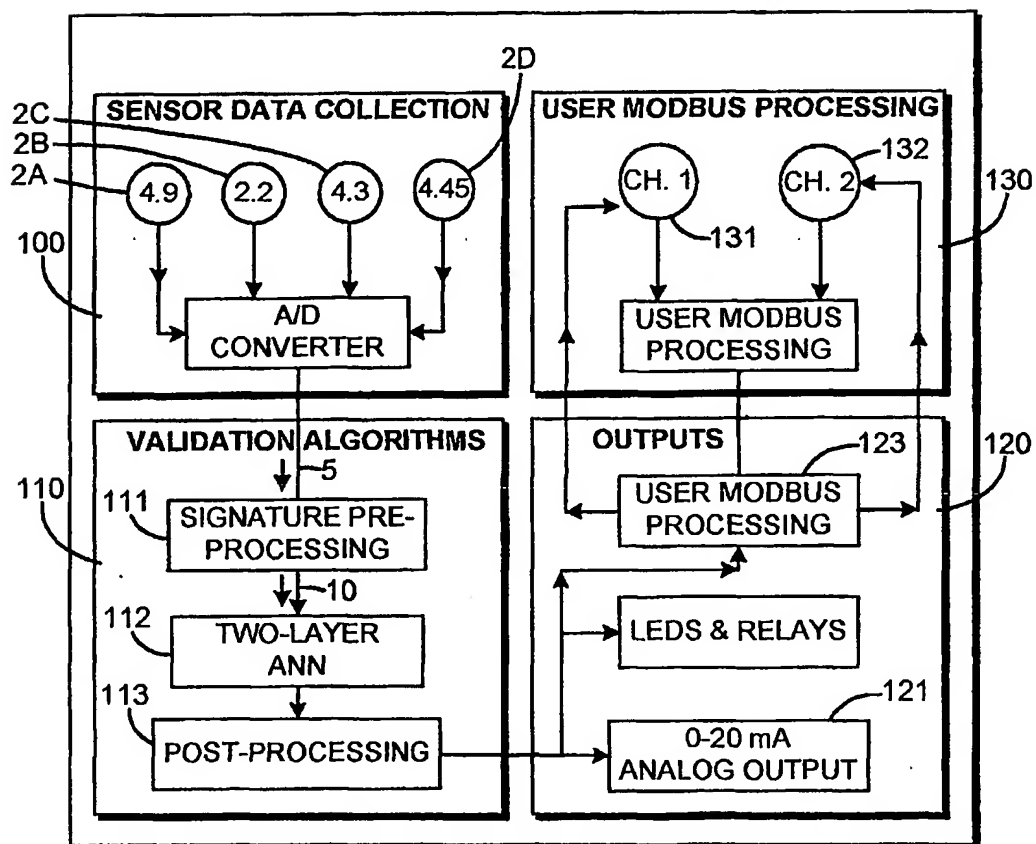 2D
SENSOR DATA COLLECTION
USER MODBUS PROCESSING
2C
2B
2A
4.9
2.2
4.3
4.45
CH. 1
CH. 2
132
131
130
100
A/D
CONVERTER
USER MODBUS
PROCESSING
VALIDATION ALGORITHMS
OUTPUTS
5
123
120
110
111
SIGNATURE PRE-
PROCESSING
USER MODBUS
PROCESSING
10
112
TWO-LAYER
ANN
LEDS & RELAYS
113
POST-PROCESSING
121
0-20 mA
ANALOG OUTPUT